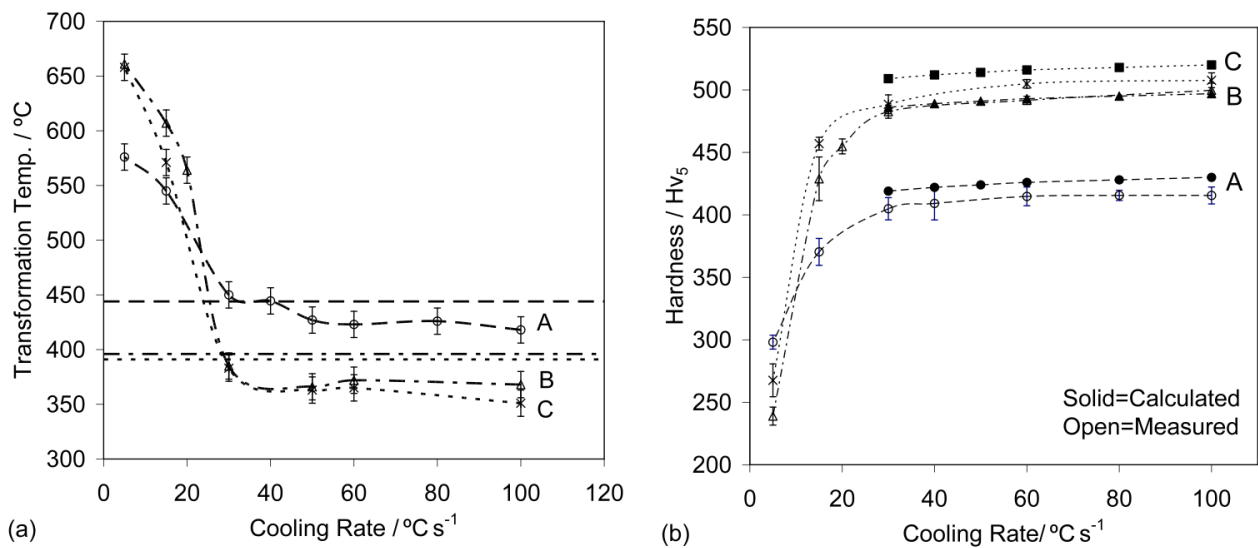 700
650
600
550
500
450
400
350
300
0 20 40 60 80 100 120
Transformation Temp. / ºC
Cooling Rate / ºC s⁻¹
A
B
C
(a)
550
500
450
400
350
300
250
200
0 20 40 60 80 100
Hardness / Hv₅
Cooling Rate/ ºC s⁻¹
C
B
A
Solid=Calculated
Open=Measured
(b)